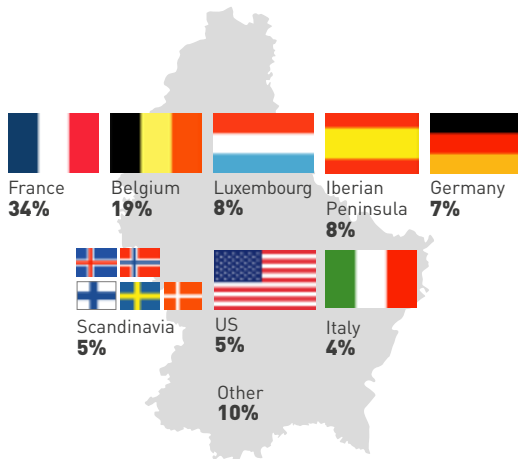 France
34%
Belgium
19%
Luxembourg
8%
Iberian
Peninsula
8%
Germany
7%
Scandinavia
5%
US
5%
Italy
4%
Other
10%